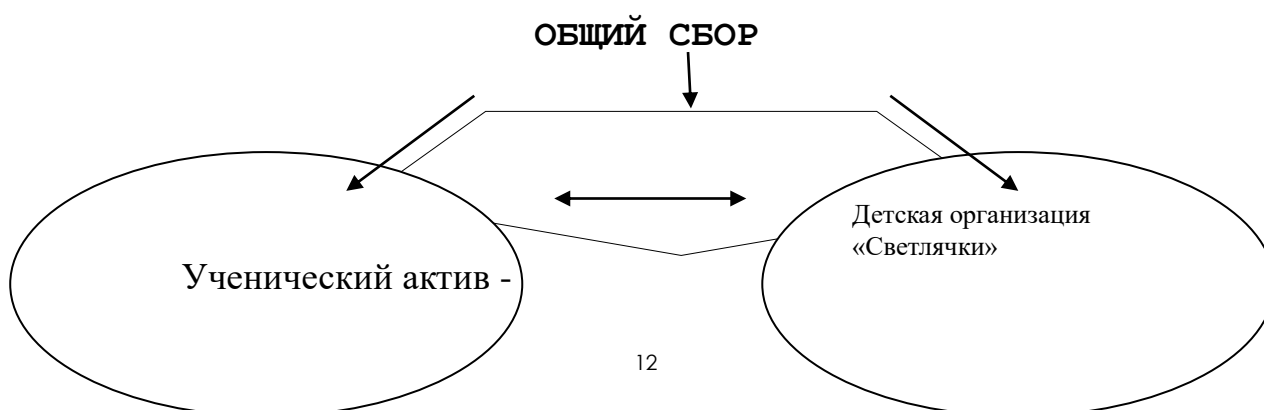 ОБЩИЙ СБОР
Детская организация
«Светлячки»
Ученический актив -
12